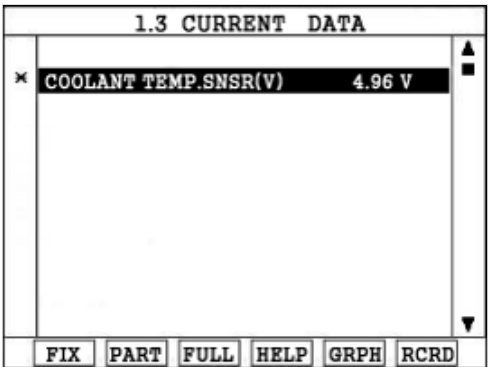 1.3 CURRENT DATA
* COOLANT TEMP.SNSR(V) 4.96 V
FIX PART FULL HELP GRPH RCRD